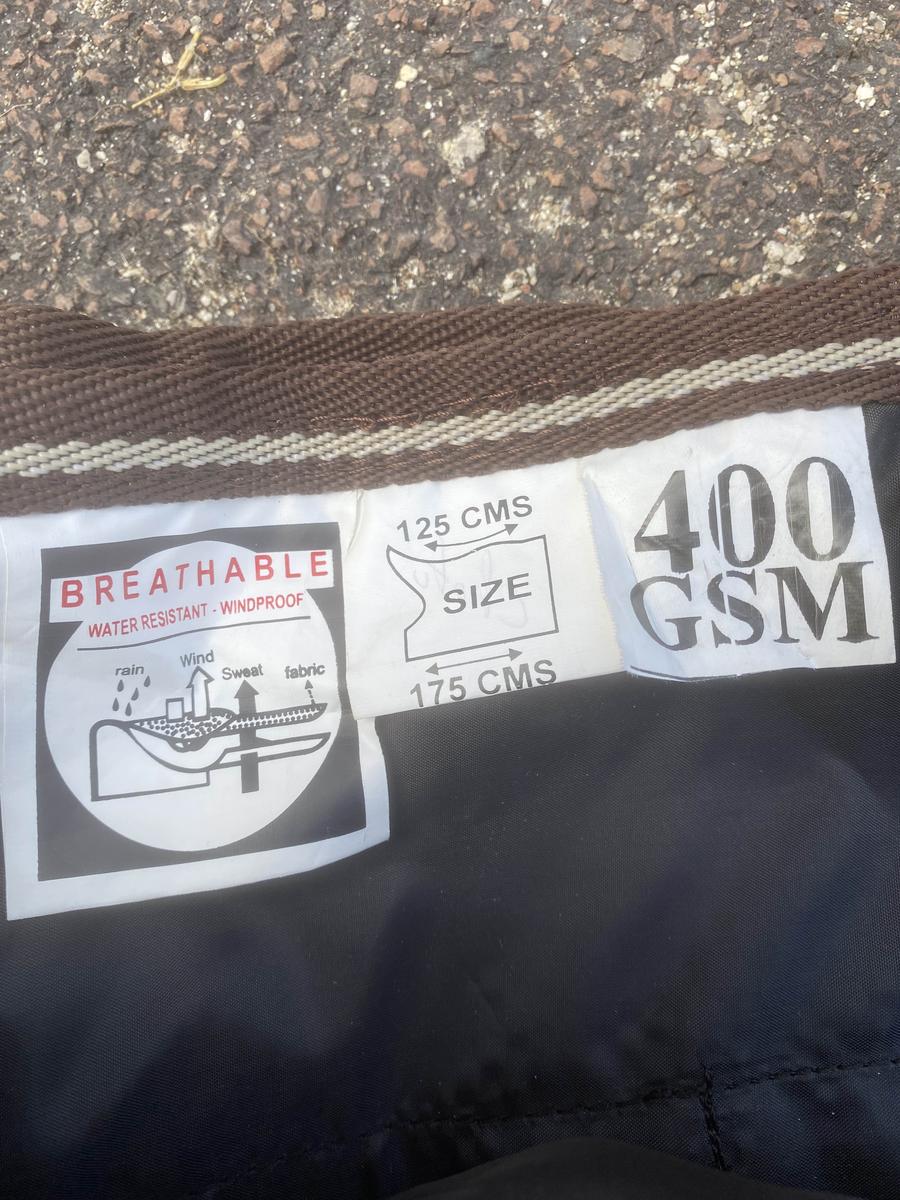 BREATHABLE
WATER RESISTANT - WINDPROOF
rain
Wind
Sweat
fabric
125 CMS
SIZE
175 CMS
400
GSM